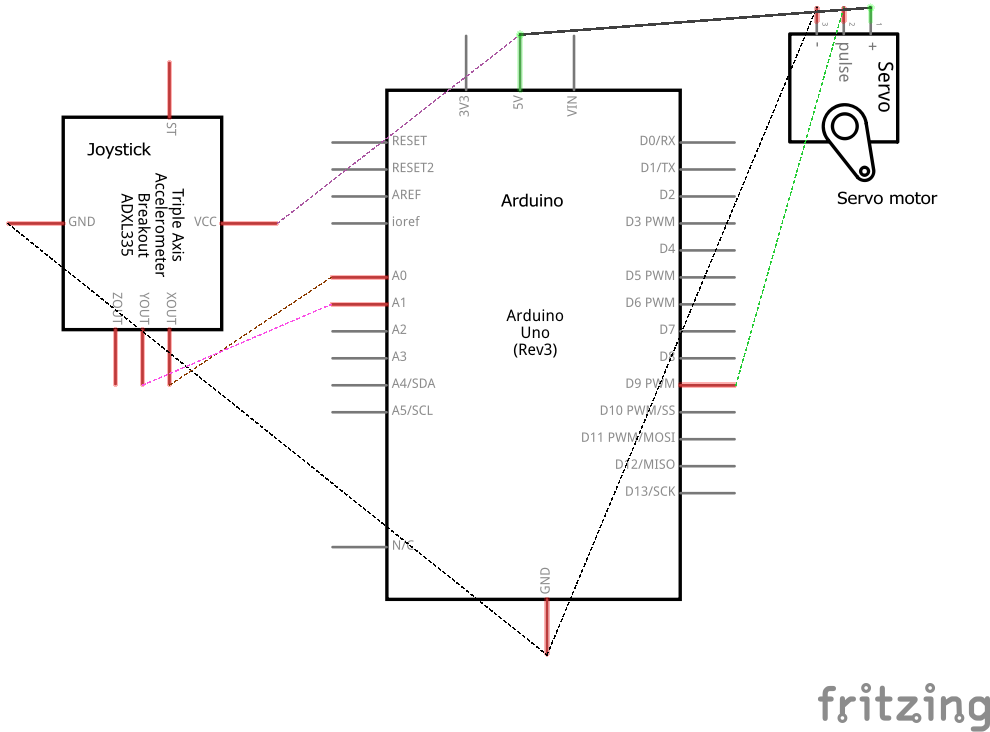 3V3
5V
VIN
3
2
1
-
pulse
+
Servo
Servo motor
ST
Joystick
Triple Axis
Accelerometer
Breakout
ADXL335
GND
VCC
ZOUT
YOUT
XOUT
RESET
RESET2
AREF
ioref
A0
A1
A2
A3
A4/SDA
A5/SCL
N/C
Arduino
Arduino
Uno
(Rev3)
D0/RX
D1/TX
D2
D3 PWM
D4
D5 PWM
D6 PWM
D7
D8
D9 PWM
D10 PWM/SS
D11 PWM/MOSI
D12/MISO
D13/SCK
GND
fritzing